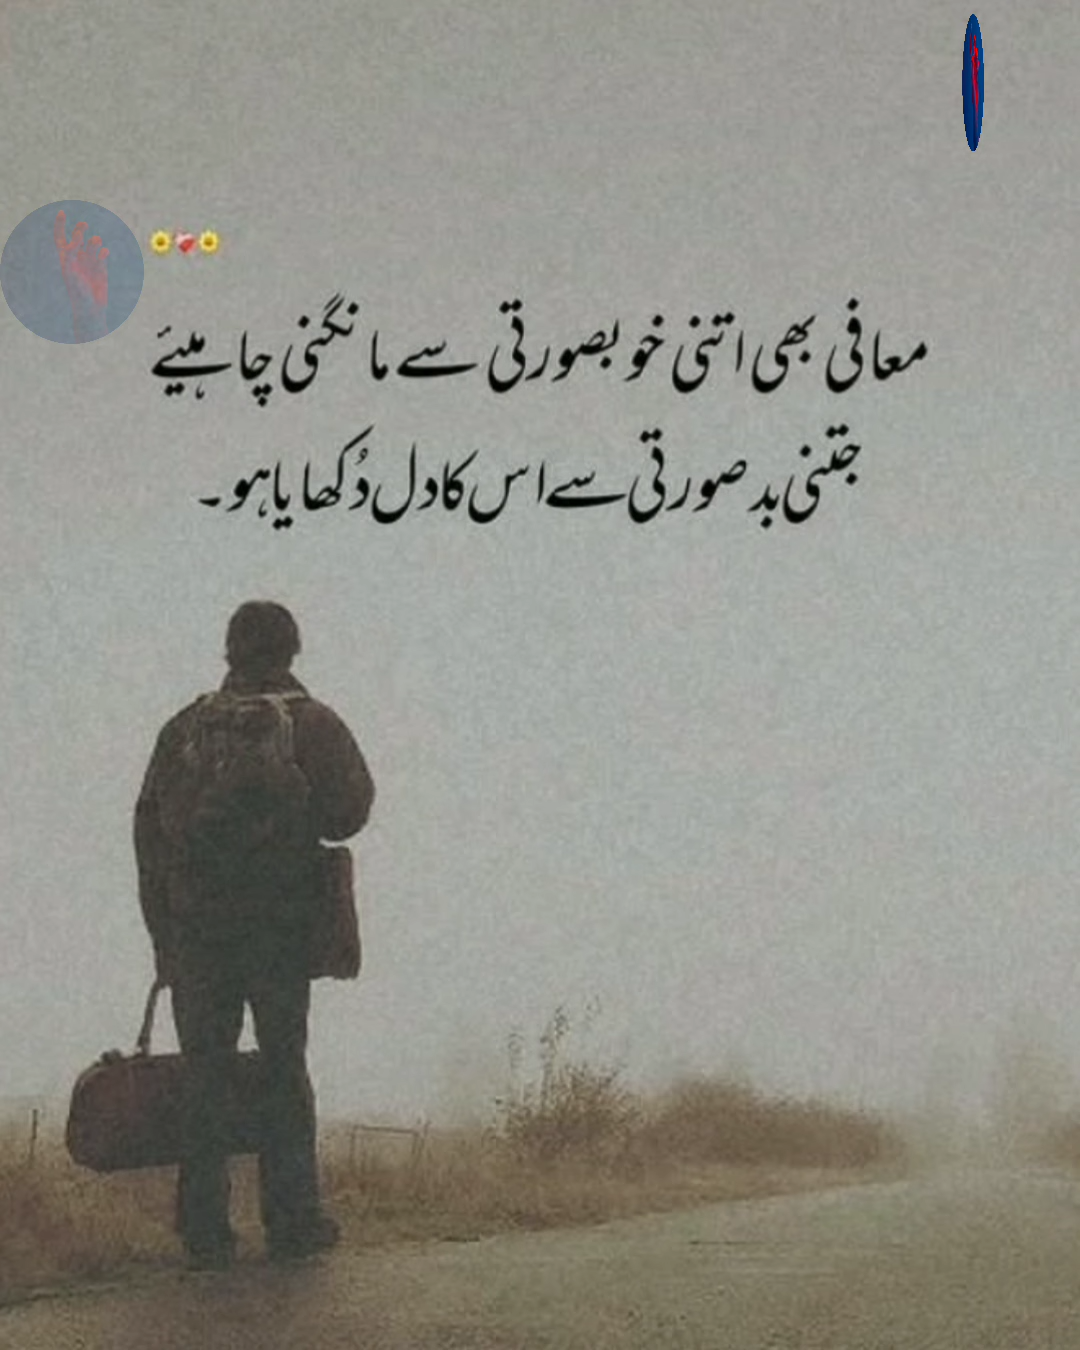 معافی بھی اتنی خوبصورتی سے مانگنی چاہیئے
جتنی بدصورتی سے اس کا دل دُکھایا ہو۔